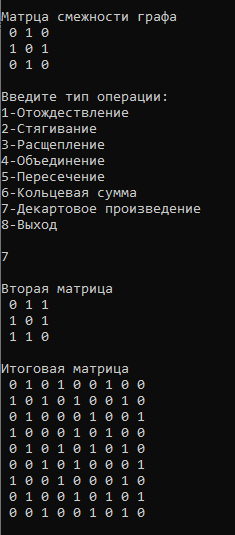 Матрца смежности графа
0 1 0
1 0 1
0 1 0
Введите тип операции:
1-Отождествление
2-Стягивание
3-Расщепление
4-Объединение
5-Пересечение
6-Кольцевая сумма
7-Декартовое произведение
8-Выход
7
Вторая матрица
0 1 1
1 0 1
1 1 0
Итоговая матрица
0 1 0 1 0 0 1 0 0
1 0 1 0 1 0 0 1 0
0 1 0 0 0 1 0 0 1
1 0 0 0 1 0 1 0 0
0 1 0 1 0 1 0 1 0
0 0 1 0 1 0 0 0 1
1 0 0 1 0 0 0 1 0
0 1 0 0 1 0 1 0 1
0 0 1 0 0 1 0 1 0